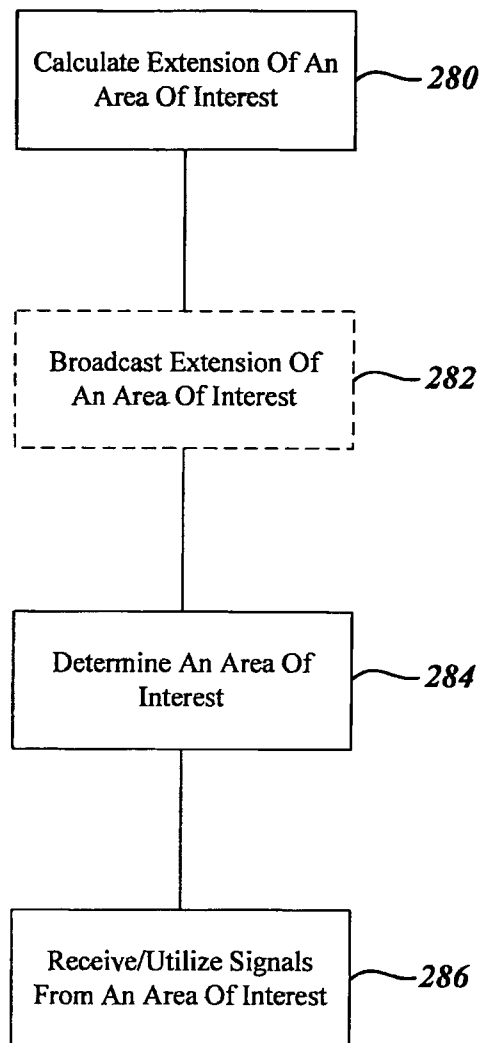 Calculate Extension Of An
Area Of Interest
280
Broadcast Extension Of
An Area Of Interest
282
Determine An Area Of
Interest
284
Receive/Utilize Signals
From An Area Of Interest
286